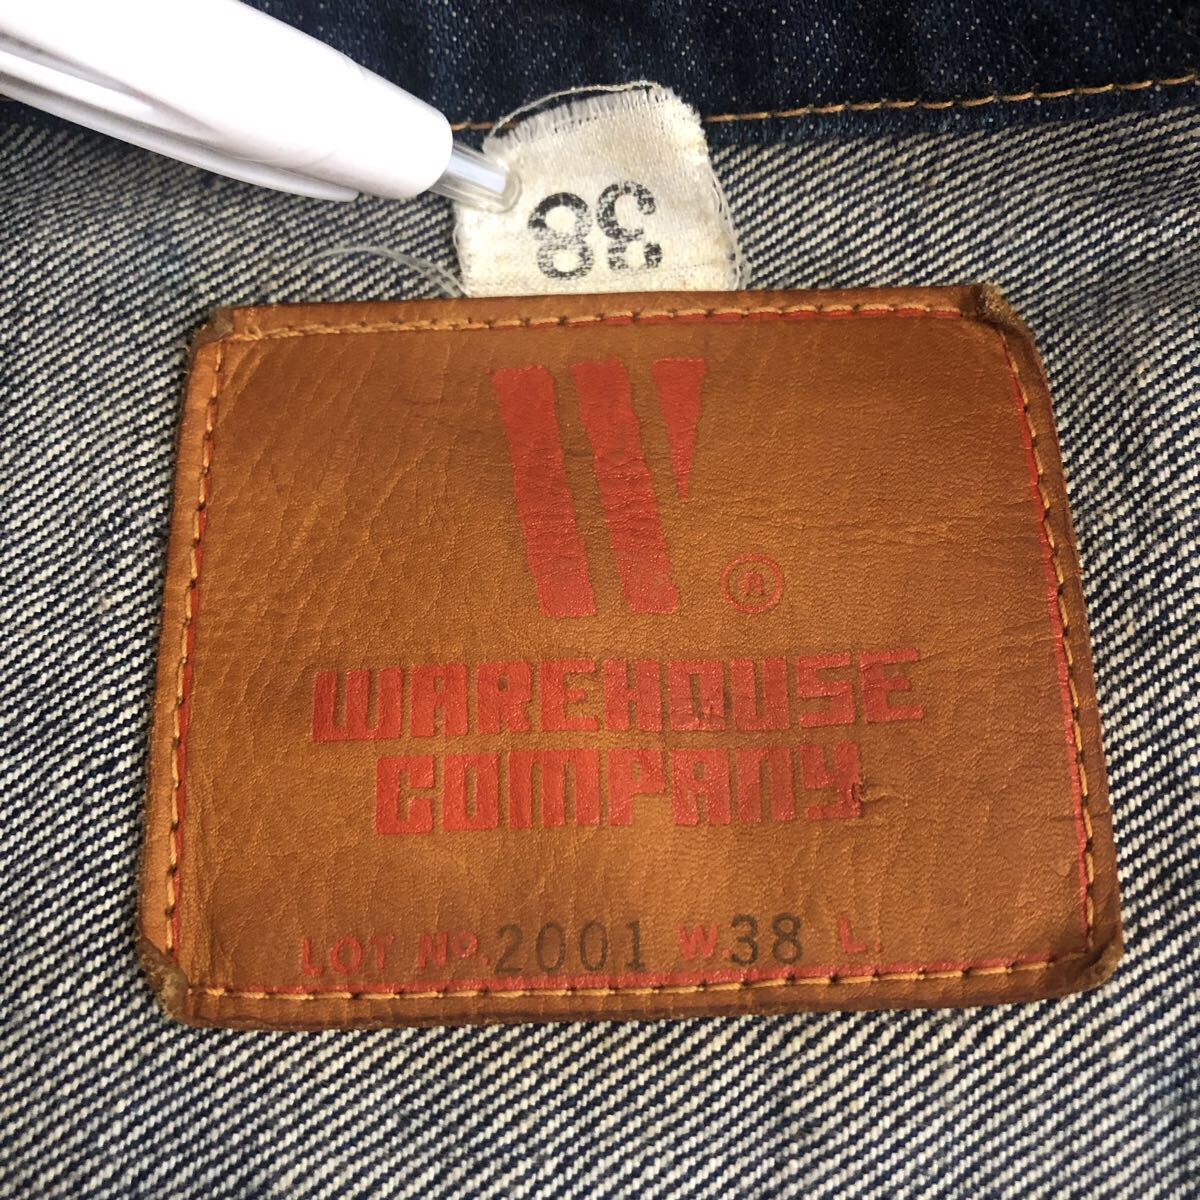 38
W
WAREHOUSE
COMPANY
LOT No. 2001 W. 38 L.